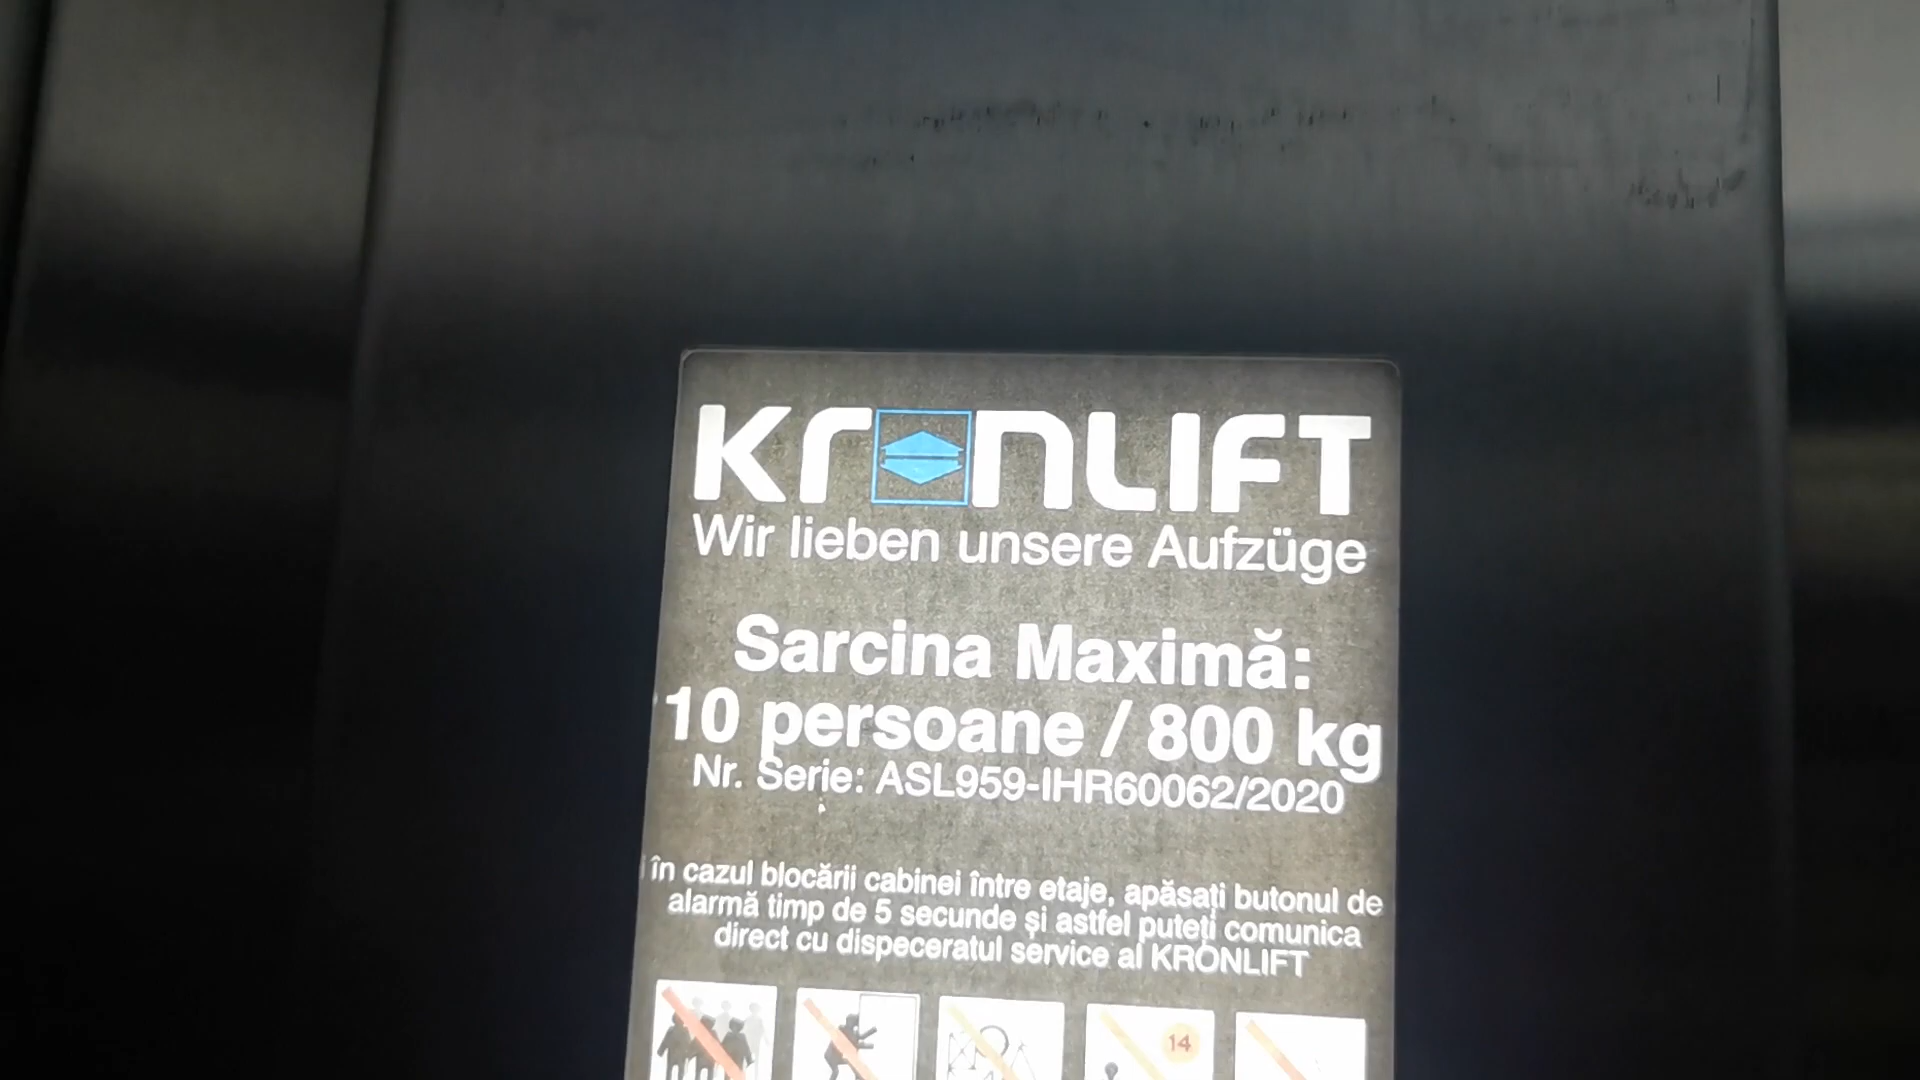 KRONLIFT
Wir lieben unsere Aufzüge
Sarcina Maximă:
10 persoane / 800 kg
Nr. Serie: ASL959-IHR60062/2020
în cazul blocării cabinei între etaje, apăsați butonul de
alarmă timp de 5 secunde și astfel puteți comunica
direct cu dispeceratul service al KRONLIFT
14